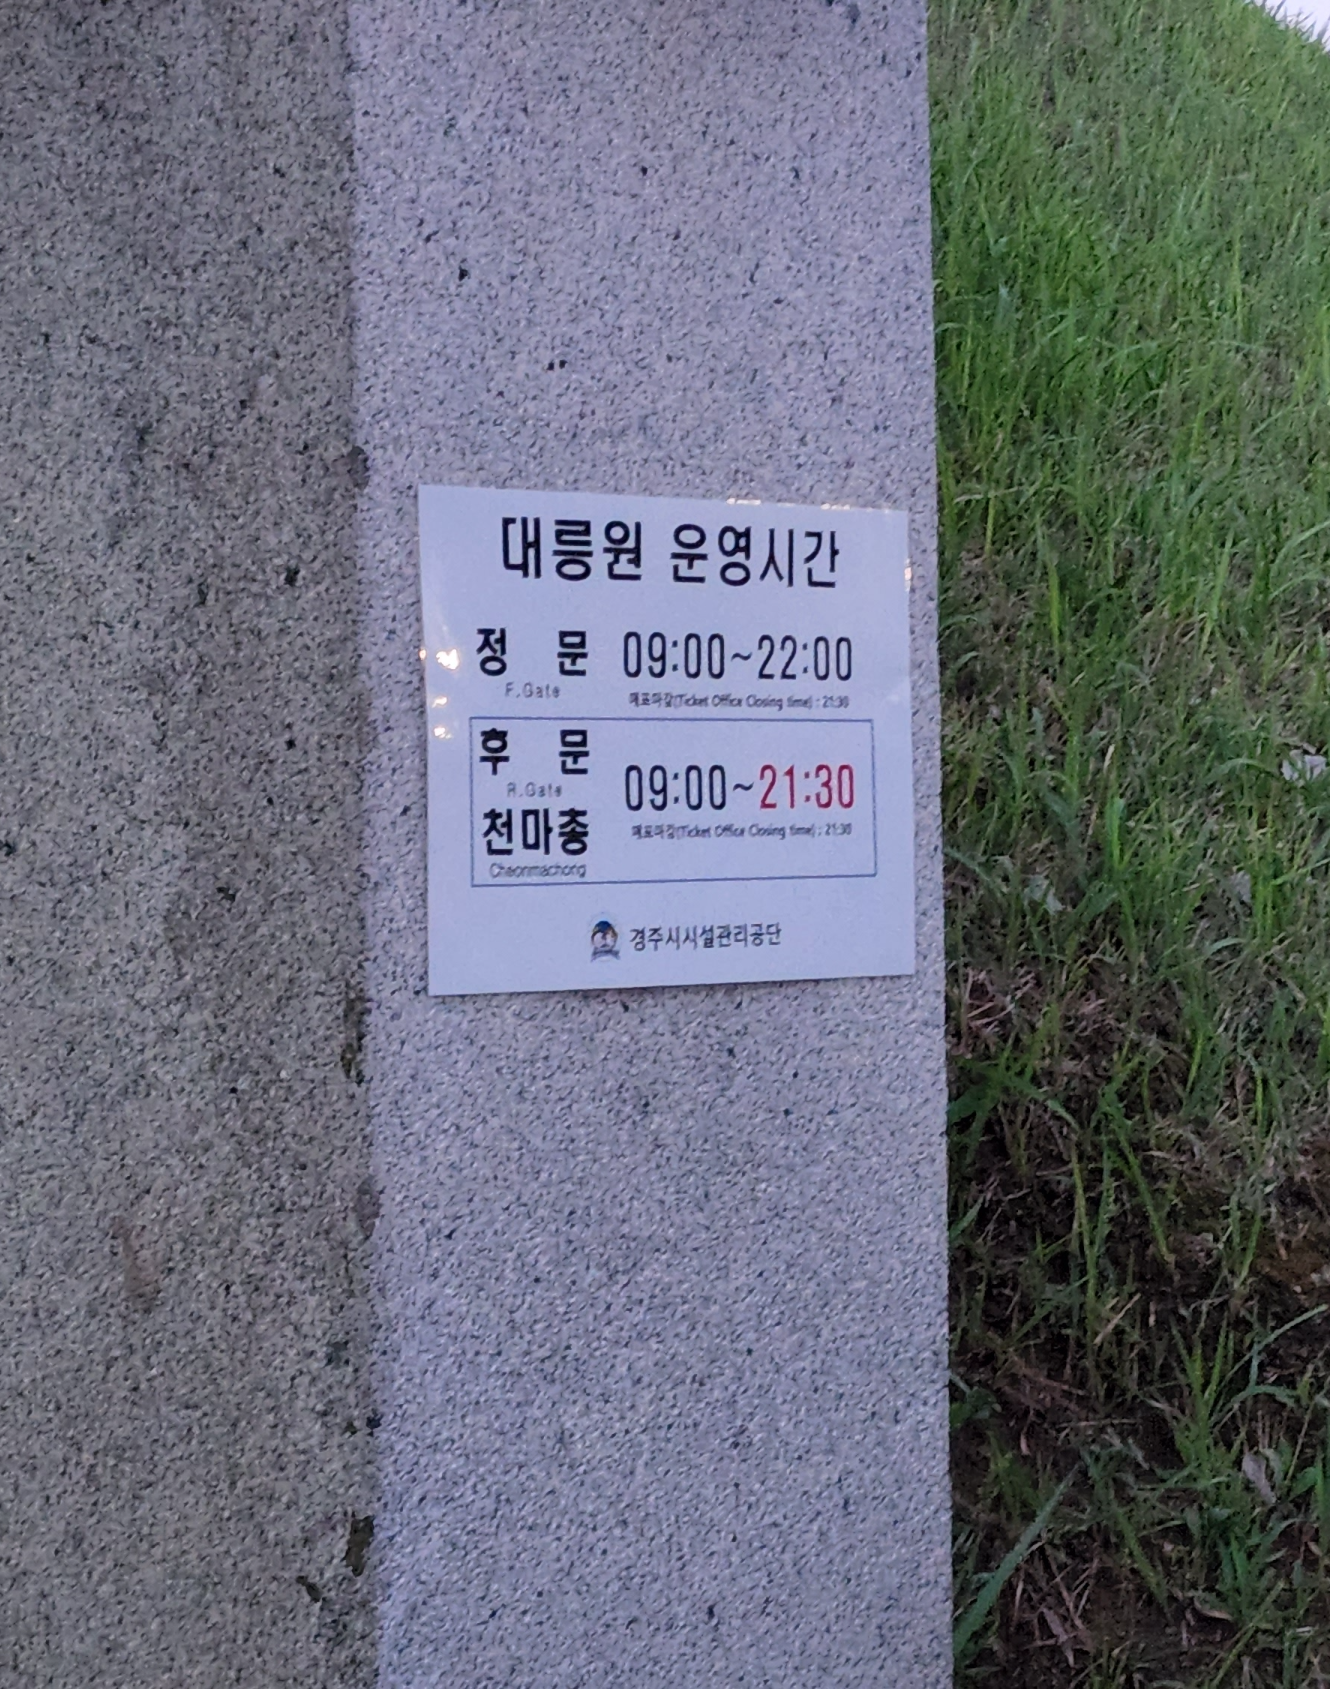 대릉원 운영시간
정 문 09:00~22:00
F.Gate 매표마감(Ticket Office Closing time) : 21:30
후 문
R.Gate
09:00~21:30
천마총
매표마감(Ticket Office Closing time) : 21:30
Cheonmachong
경주시시설관리공단